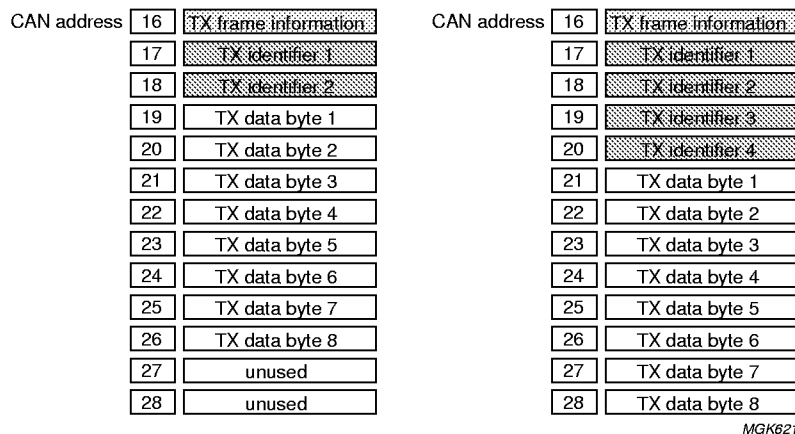 CAN address 16 TX frame information CAN address 16 TX frame information
17 TX identifier 1 17 TX identifier 1
18 TX identifier 2 18 TX identifier 2
19 TX data byte 1 19 TX identifier 3
20 TX data byte 2 20 TX identifier 4
21 TX data byte 3 21 TX data byte 1
22 TX data byte 4 22 TX data byte 2
23 TX data byte 5 23 TX data byte 3
24 TX data byte 6 24 TX data byte 4
25 TX data byte 7 25 TX data byte 5
26 TX data byte 8 26 TX data byte 6
27 unused 27 TX data byte 7
28 unused 28 TX data byte 8
MGK621